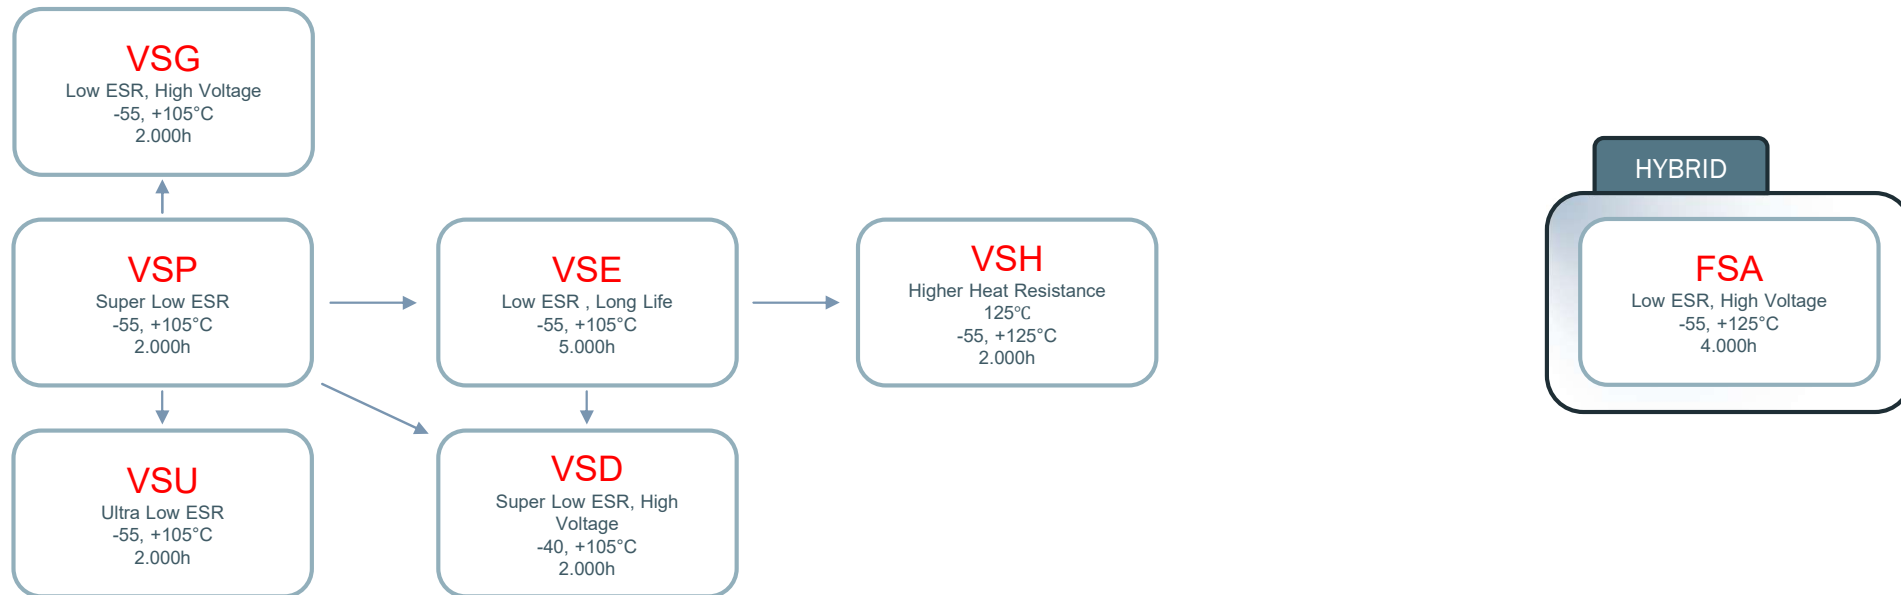 VSG
Low ESR, High Voltage
-55, +105°C
2.000h
HYBRID
VSP
Super Low ESR
-55, +105°C
2.000h
VSE
Low ESR , Long Life
-55, +105°C
5.000h
VSH
Higher Heat Resistance
125℃
-55, +125°C
2.000h
FSA
Low ESR, High Voltage
-55, +125°C
4.000h
VSU
Ultra Low ESR
-55, +105°C
2.000h
VSD
Super Low ESR, High
Voltage
-40, +105°C
2.000h